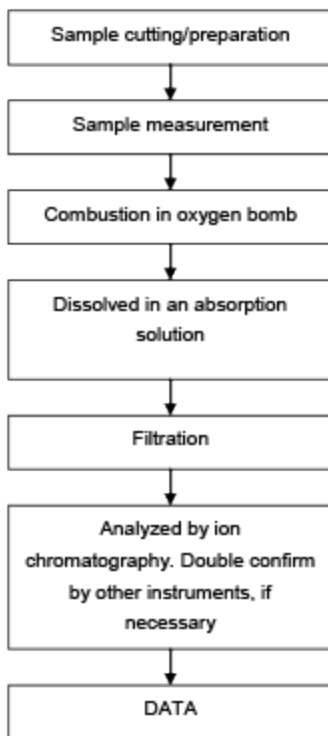 Sample cutting/preparation
Sample measurement
Combustion in oxygen bomb
Dissolved in an absorption
solution
Filtration
Analyzed by ion
chromatography. Double confirm
by other instruments, if
necessary
DATA